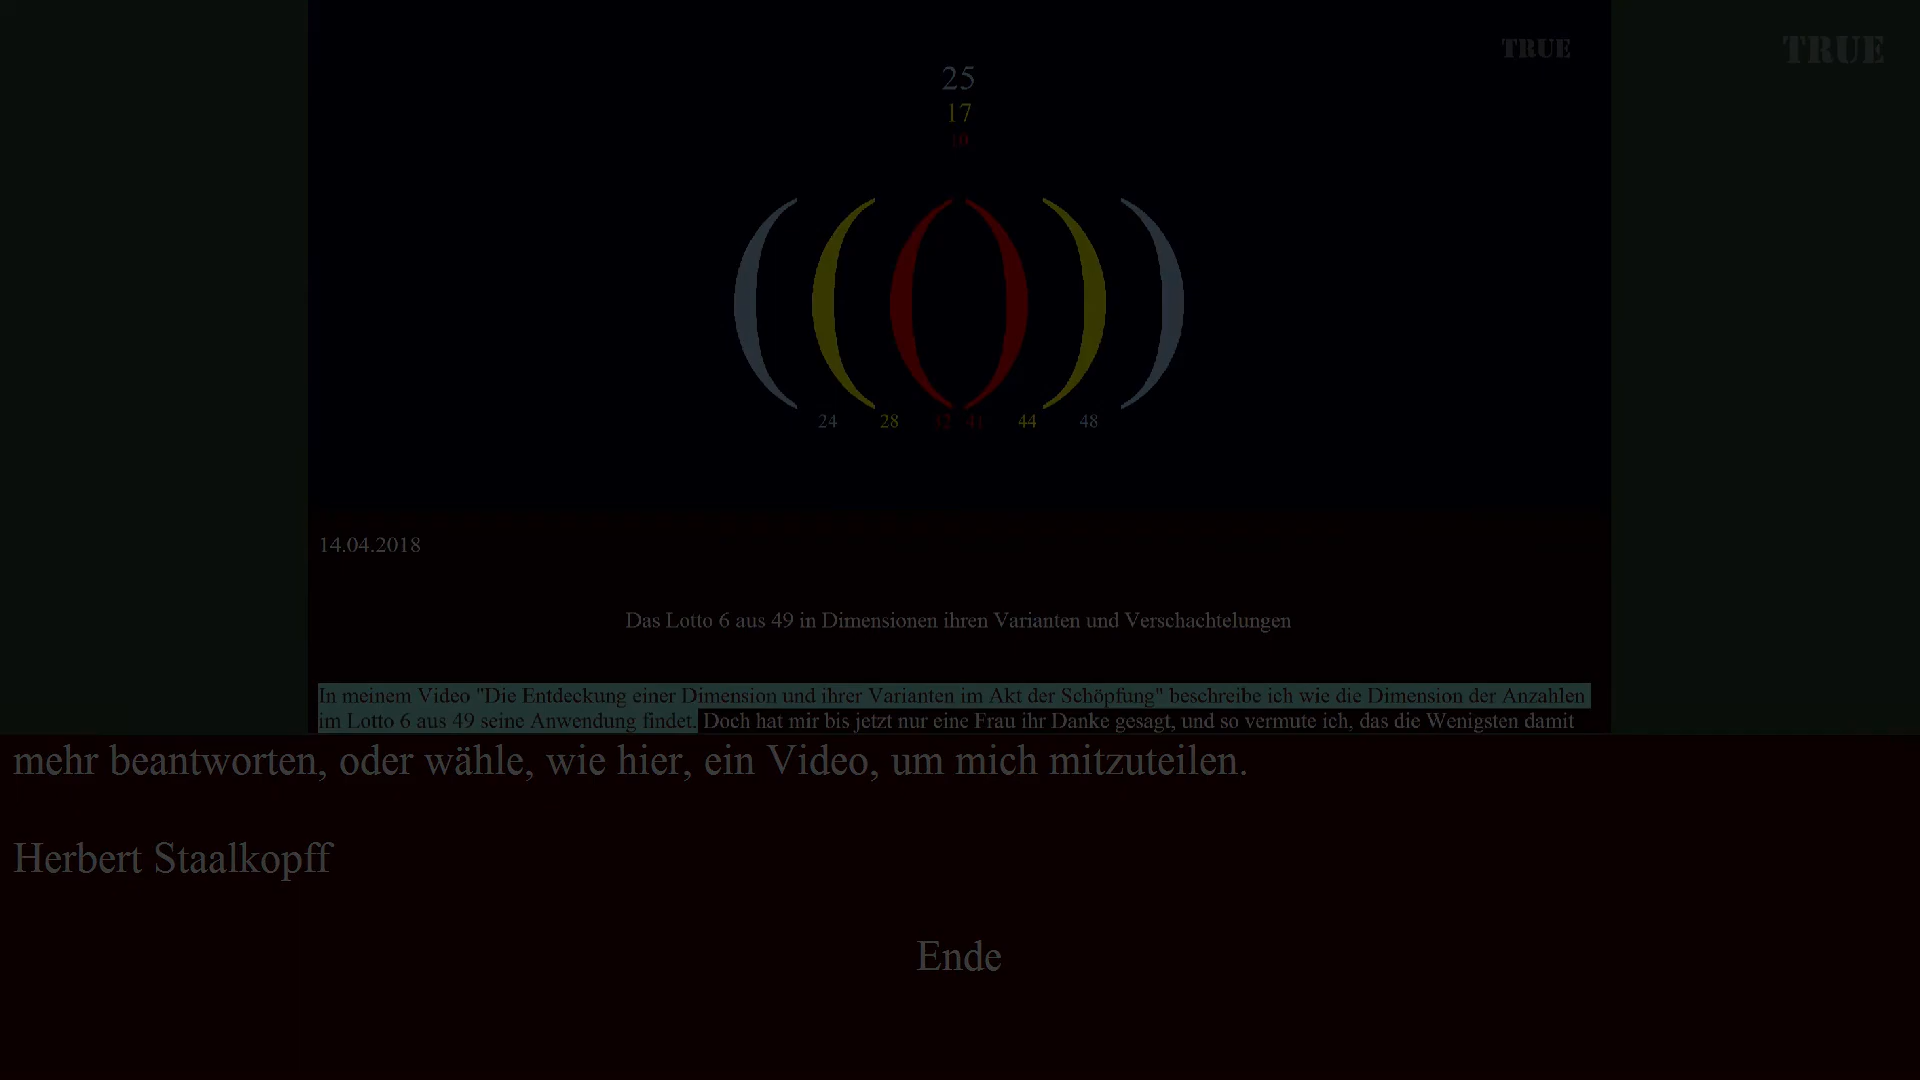 TRUE
TRUE
25
17
10
24 28 32 41 44 48
14.04.2018
Das Lotto 6 aus 49 in Dimensionen ihren Varianten und Verschachtelungen
In meinem Video "Die Entdeckung einer Dimension und ihrer Varianten im Akt der Schöpfung" beschreibe ich wie die Dimension der Anzahlen
im Lotto 6 aus 49 seine Anwendung findet. Doch hat mir bis jetzt nur eine Frau ihr Danke gesagt, und so vermute ich, das die Wenigsten damit
mehr beantworten, oder wähle, wie hier, ein Video, um mich mitzuteilen.
Herbert Staalkopff
Ende